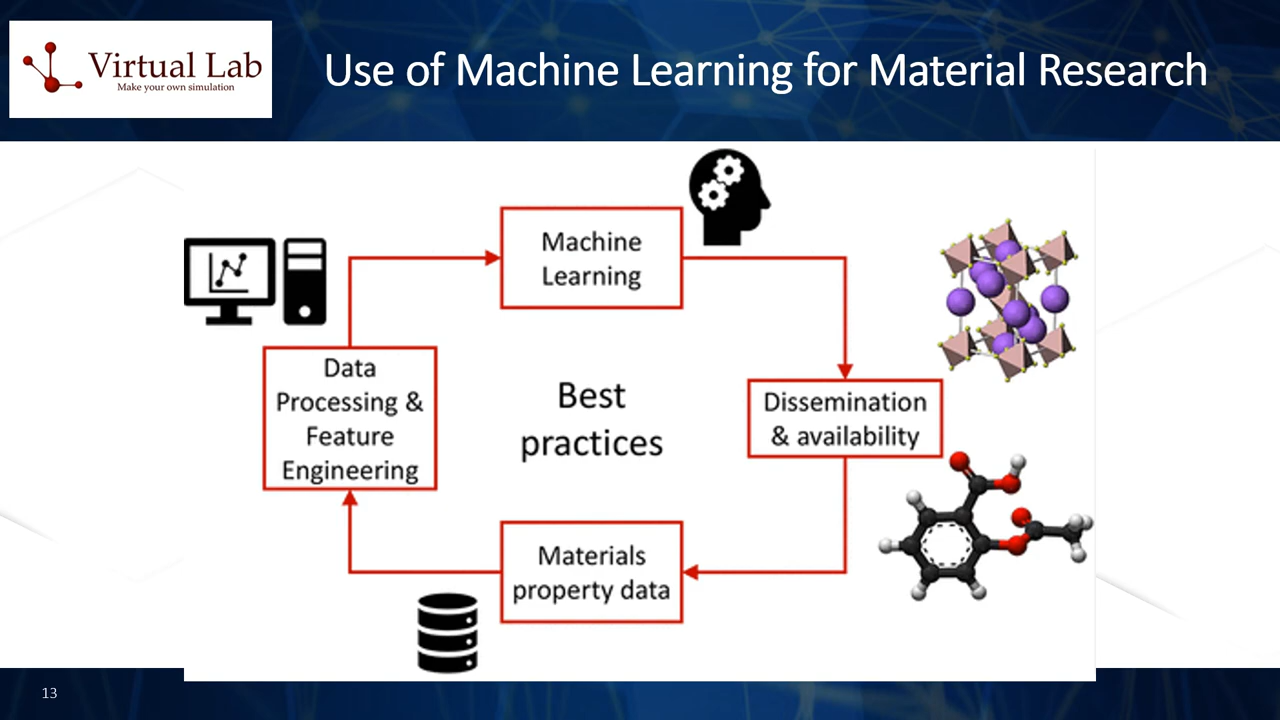 Virtual Lab
Make your own simulation
Use of Machine Learning for Material Research
Machine
Learning
Data
Processing &
Feature
Engineering
Best
practices
Dissemination
& availability
Materials
property data
13